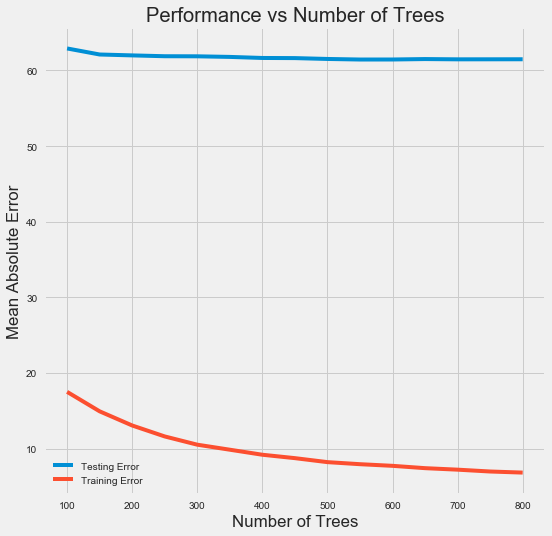 Performance vs Number of Trees
Mean Absolute Error
60
50
40
30
20
10
Testing Error
Training Error
100 200 300 400 500 600 700 800
Number of Trees